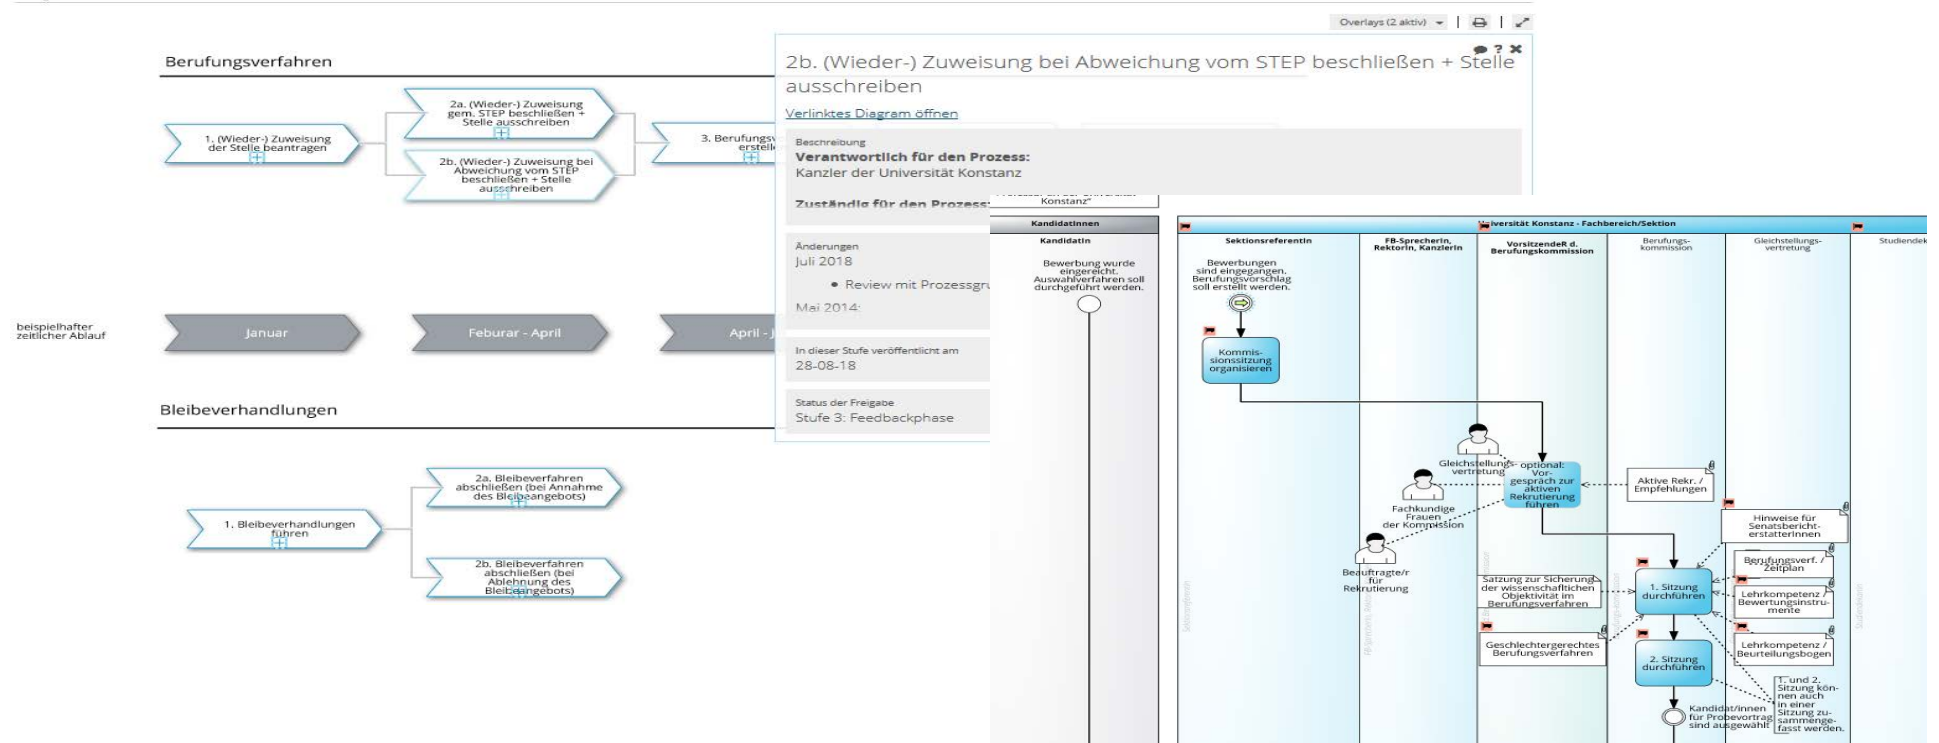 Overlays (2 aktiv)
Berufungsverfahren
1. (Wieder-) Zuweisung
der Stelle beantragen
2a. (Wieder-) Zuweisung
gem. STEP beschließen +
Stelle ausschreiben
2b. (Wieder-) Zuweisung bei
Abweichung vom STEP
beschließen + Stelle
ausschreiben
3. Berufungsv
erstelle
beispielhafter
zeitlicher Ablauf
Januar
Feburar - April
April - J
Bleibeverhandlungen
1. Bleibeverhandlungen
führen
2a. Bleibeverfahren
abschließen (bei Annahme
des Bleibeangebots)
2b. Bleibeverfahren
abschließen (bei
Ablehnung des
Bleibeangebots)
2b. (Wieder-) Zuweisung bei Abweichung vom STEP beschließen + Stelle
ausschreiben
Verlinktes Diagram öffnen
Beschreibung
Verantwortlich für den Prozess:
Kanzler der Universität Konstanz
Zuständig für den Prozess:
Änderungen
Juli 2018
• Review mit Prozessgru
Mai 2014:
In dieser Stufe veröffentlicht am
28-08-18
Status der Freigabe
Stufe 3: Feedbackphase
Konstanz"
KandidatInnen
KandidatIn
Bewerbung wurde
eingereicht.
Auswahlverfahren soll
durchgeführt werden.
Universität Konstanz - Fachbereich/Sektion
SektionsreferentIn
FB-SprecherIn,
RektorIn, KanzlerIn
VorsitzendeR d.
Berufungskommission
Berufungs-
kommission
Gleichstellungs-
vertretung
Studiendek
Bewerbungen
sind eingegangen.
Berufungsvorschlag
soll erstellt werden.
Kommis-
sionssitzung
organisieren
Gleichstellungs-
vertretung
optional:
Vor-
gespräch zur
aktiven
Rekrutierung
führen
Aktive Rekr. /
Empfehlungen
Fachkundige
Frauen
der Kommission
Beauftragte/r
für
Rekrutierung
Hinweise für
Senatsbericht-
erstatterInnen
Berufungsverf. /
Zeitplan
Satzung zur Sicherung
der wissenschaftlichen
Objektivität im
Berufungsverfahren
1. Sitzung
durchführen
Lehrkompetenz /
Bewertungsinstru-
mente
Geschlechtergerechtes
Berufungsverfahren
2. Sitzung
durchführen
Lehrkompetenz /
Beurteilungsbogen
1. und 2.
Sitzung kön-
nen auch
in einer
Sitzung zu-
sammenge-
fasst werden.
Kandidat/innen
für Probevortrag
sind ausgewählt
SektionsreferentIn